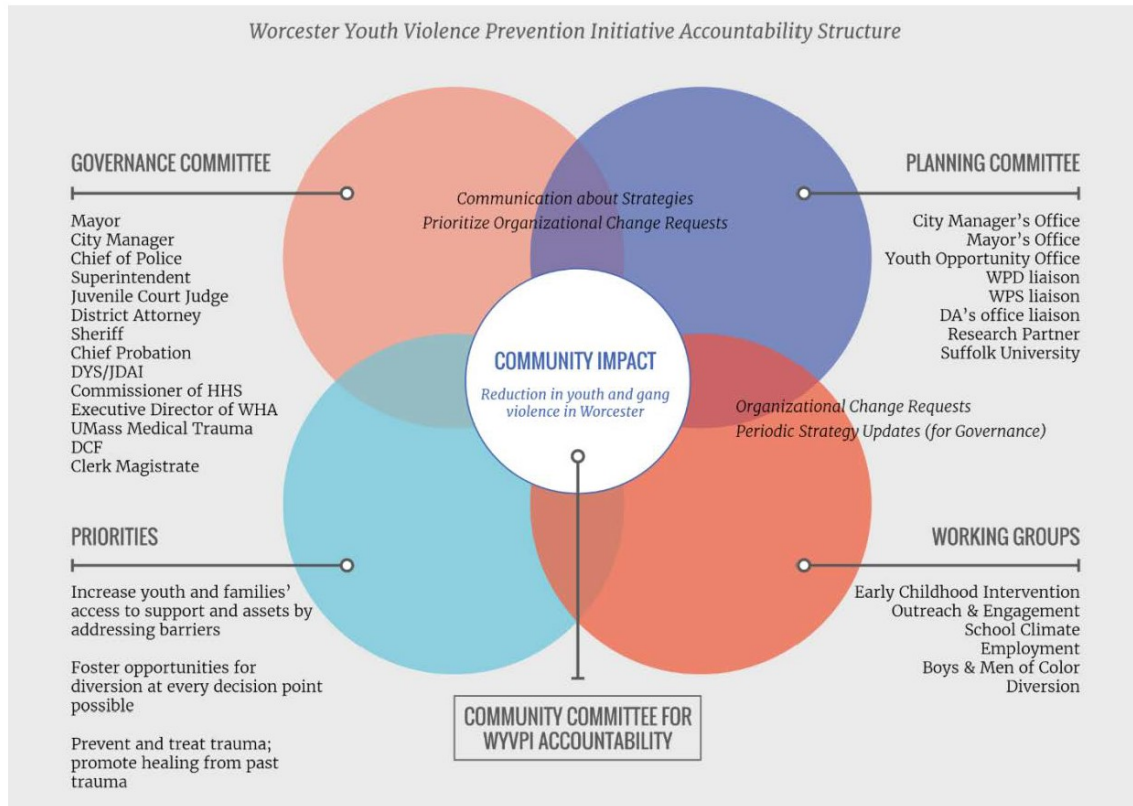 Worcester Youth Violence Prevention Initiative Accountability Structure
GOVERNANCE COMMITTEE
Mayor
City Manager
Chief of Police
Superintendent
Juvenile Court Judge
District Attorney
Sheriff
Chief Probation
DYS/JDAI
Commissioner of HHS
Executive Director of WHA
UMass Medical Trauma
DCF
Clerk Magistrate
Communication about Strategies
Prioritize Organizational Change Requests
PLANNING COMMITTEE
City Manager's Office
Mayor's Office
Youth Opportunity Office
WPD liaison
WPS liaison
DA's office liaison
Research Partner
Suffolk University
COMMUNITY IMPACT
Reduction in youth and gang
violence in Worcester
Organizational Change Requests
Periodic Strategy Updates (for Governance)
PRIORITIES
Increase youth and families'
access to support and assets by
addressing barriers
Foster opportunities for
diversion at every decision point
possible
Prevent and treat trauma;
promote healing from past
trauma
WORKING GROUPS
Early Childhood Intervention
Outreach & Engagement
School Climate
Employment
Boys & Men of Color
Diversion
COMMUNITY COMMITTEE FOR
WYVPI ACCOUNTABILITY